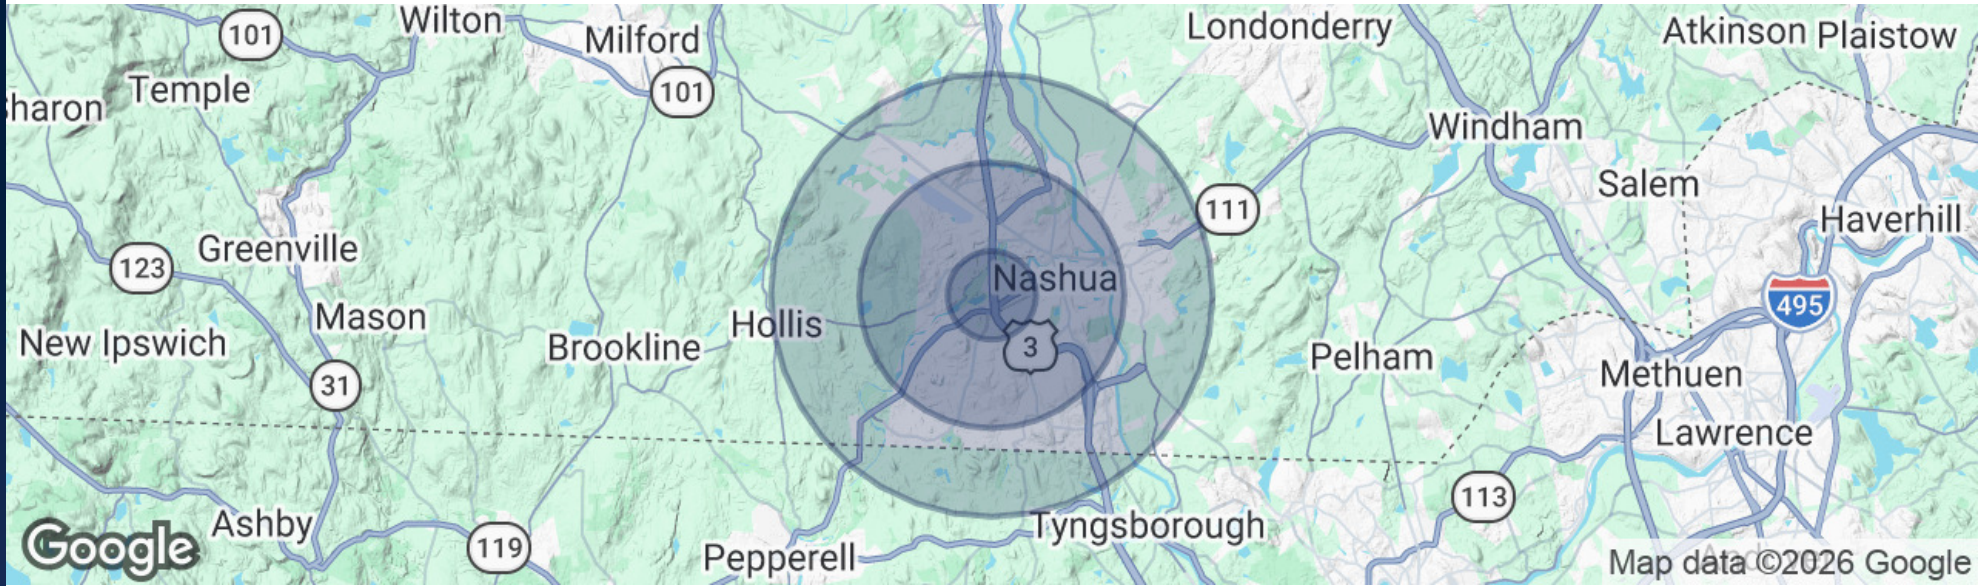 101
Wilton
Milford
Londonderry
Atkinson
Plaistow
Temple
101
haron
Windham
Salem
111
Haverhill
Greenville
123
Nashua
495
Mason
Hollis
New Ipswich
Brookline
3
Pelham
Methuen
31
Lawrence
113
Ashby
Tyngsborough
119
Pepperell
Google
Map data ©2026 Google